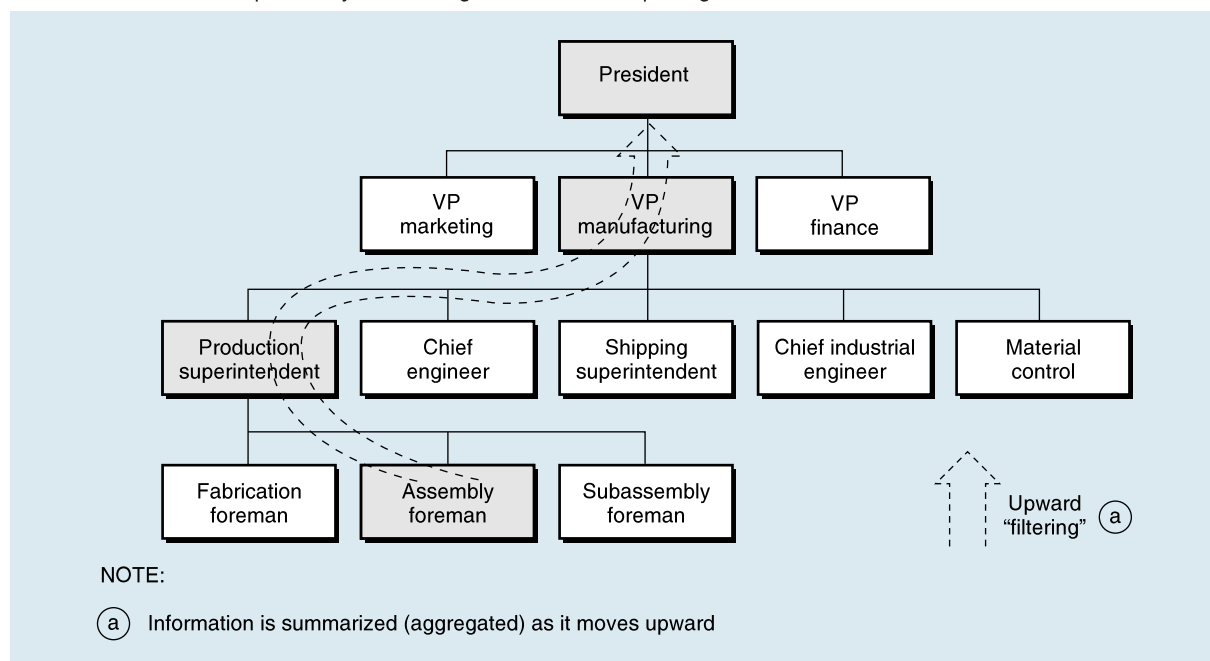 President
VP
marketing
VP
manufacturing
VP
finance
Production
superintendent
Chief
engineer
Shipping
superintendent
Chief industrial
engineer
Material
control
Fabrication
foreman
Assembly
foreman
Subassembly
foreman
Upward
“filtering”
a
NOTE:
a Information is summarized (aggregated) as it moves upward